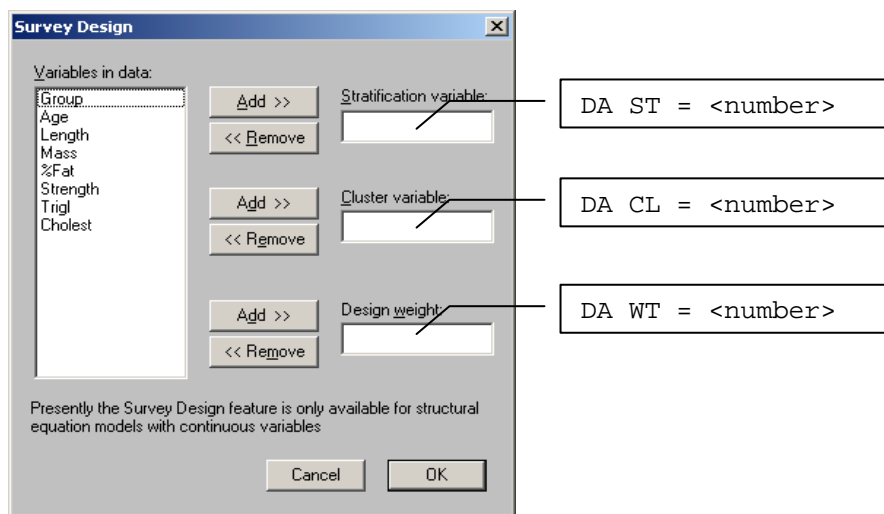 Survey Design
Variables in data:
Group
Age
Length
Mass
%Fat
Strength
Trigl
Cholest
Add >>
<< Remove
Stratification variable:
DA ST = <number>
Add >>
<< Remove
Cluster variable:
DA CL = <number>
Add >>
<< Remove
Design weight:
DA WT = <number>
Presently the Survey Design feature is only available for structural
equation models with continuous variables
Cancel
OK